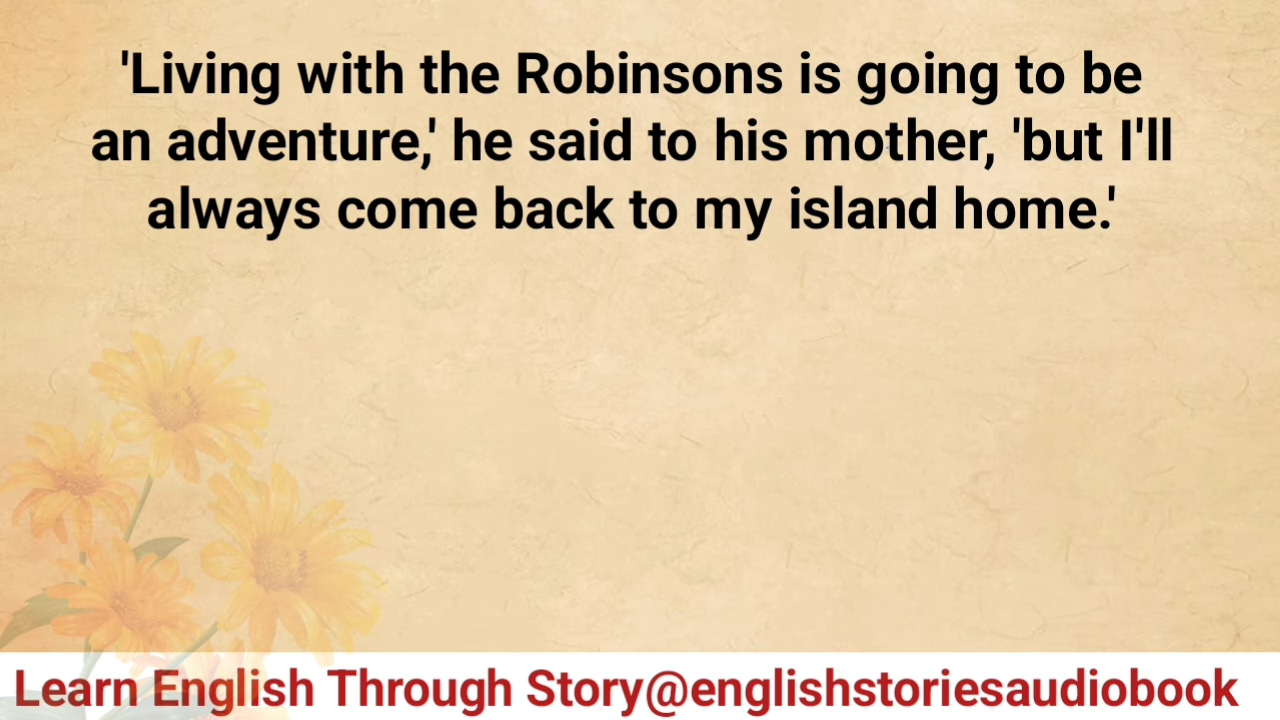 'Living with the Robinsons is going to be
an adventure,' he said to his mother, 'but I'll
always come back to my island home.'
Learn English Through Story@englishstoriesaudiobook